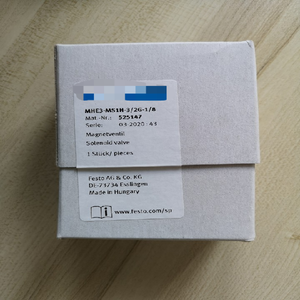 MHE3-MS1H-3/2G-1/8
Mat.-Nr.: 525147
Serie: 03.2020-43
Magnetventil
Solenoid valve
1 Stück/ pieces
Festo AG & Co. KG
DE-73734 Esslingen
Made in Hungary
www.festo.com/sp